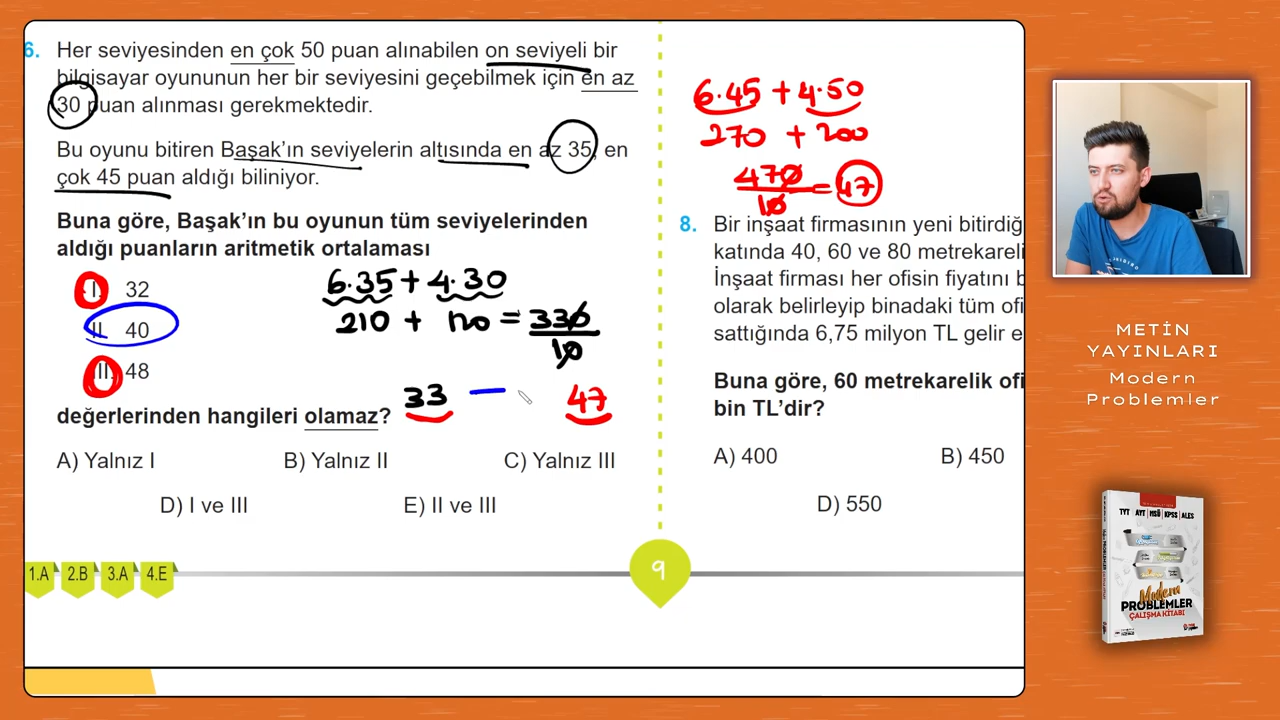 6. Her seviyesinden en çok 50 puan alınabilen on seviyeli bir
bilgisayar oyununun her bir seviyesini geçebilmek için en az
30 puan alınması gerekmektedir.
Bu oyunu bitiren Başak'ın seviyelerin altısında en az 35, en
çok 45 puan aldığı biliniyor.
Buna göre, Başak'ın bu oyunun tüm seviyelerinden
aldığı puanların aritmetik ortalaması
I. 32
II. 40
III. 48
değerlerinden hangileri olamaz?
6.35 + 4.30
210 + 120 = 330
10
33 — 47
A) Yalnız I
B) Yalnız II
C) Yalnız III
D) I ve III
E) II ve III
1.A 2.B 3.A 4.E
9
6.45 + 4.50
270 + 200
470
10
= 47
8. Bir inşaat firmasının yeni bitirdiğ
katında 40, 60 ve 80 metrekareli
İnşaat firması her ofisin fiyatını b
olarak belirleyip binadaki tüm ofi
sattığında 6,75 milyon TL gelir e
Buna göre, 60 metrekarelik ofi
bin TL'dir?
A) 400
B) 450
D) 550
METİN
YAYINLARI
Modern
Problemler
TYT AYT MSÜ KPSS ALES
Modern
PROBLEMLER
ÇALIŞMA KİTABI